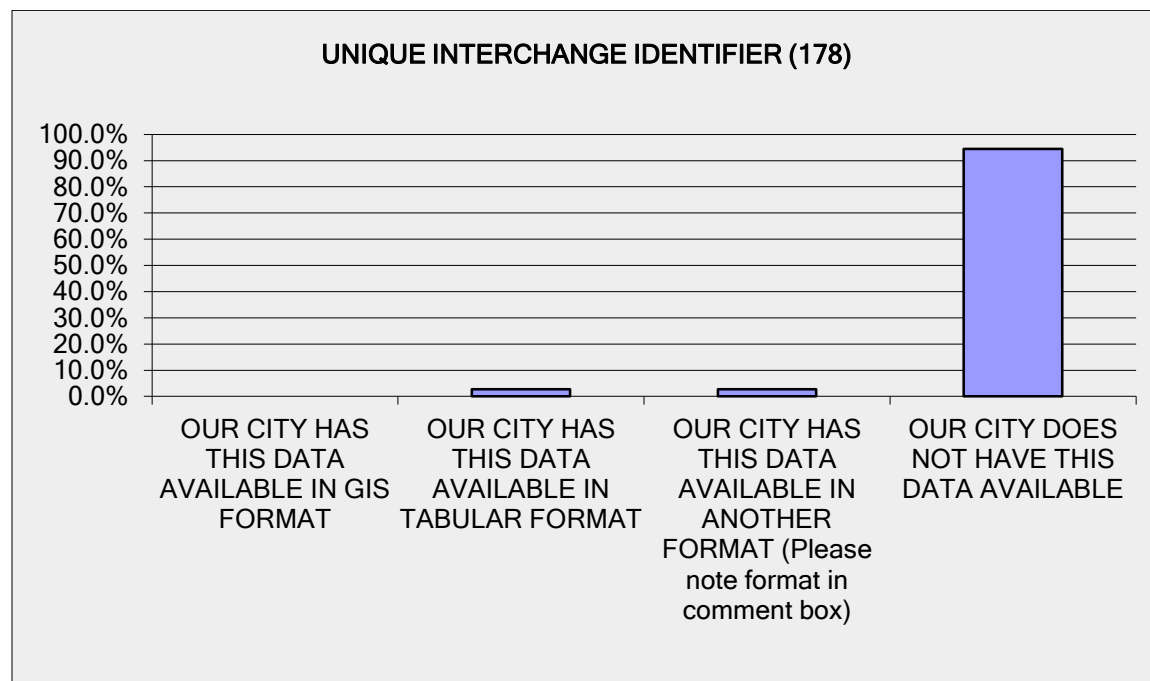 UNIQUE INTERCHANGE IDENTIFIER (178)
100.0%
90.0%
80.0%
70.0%
60.0%
50.0%
40.0%
30.0%
20.0%
10.0%
0.0%
OUR CITY HAS
THIS DATA
AVAILABLE IN GIS
FORMAT
OUR CITY HAS
THIS DATA
AVAILABLE IN
TABULAR FORMAT
OUR CITY HAS
THIS DATA
AVAILABLE IN
ANOTHER
FORMAT (Please
note format in
comment box)
OUR CITY DOES
NOT HAVE THIS
DATA AVAILABLE